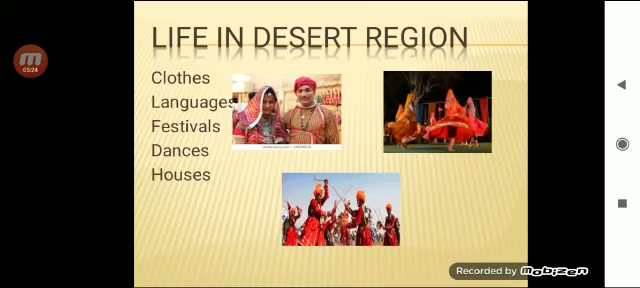 LIFE IN DESERT REGION
Clothes
Languages
Festivals
Dances
Houses
05:24
Recorded by Mobizen